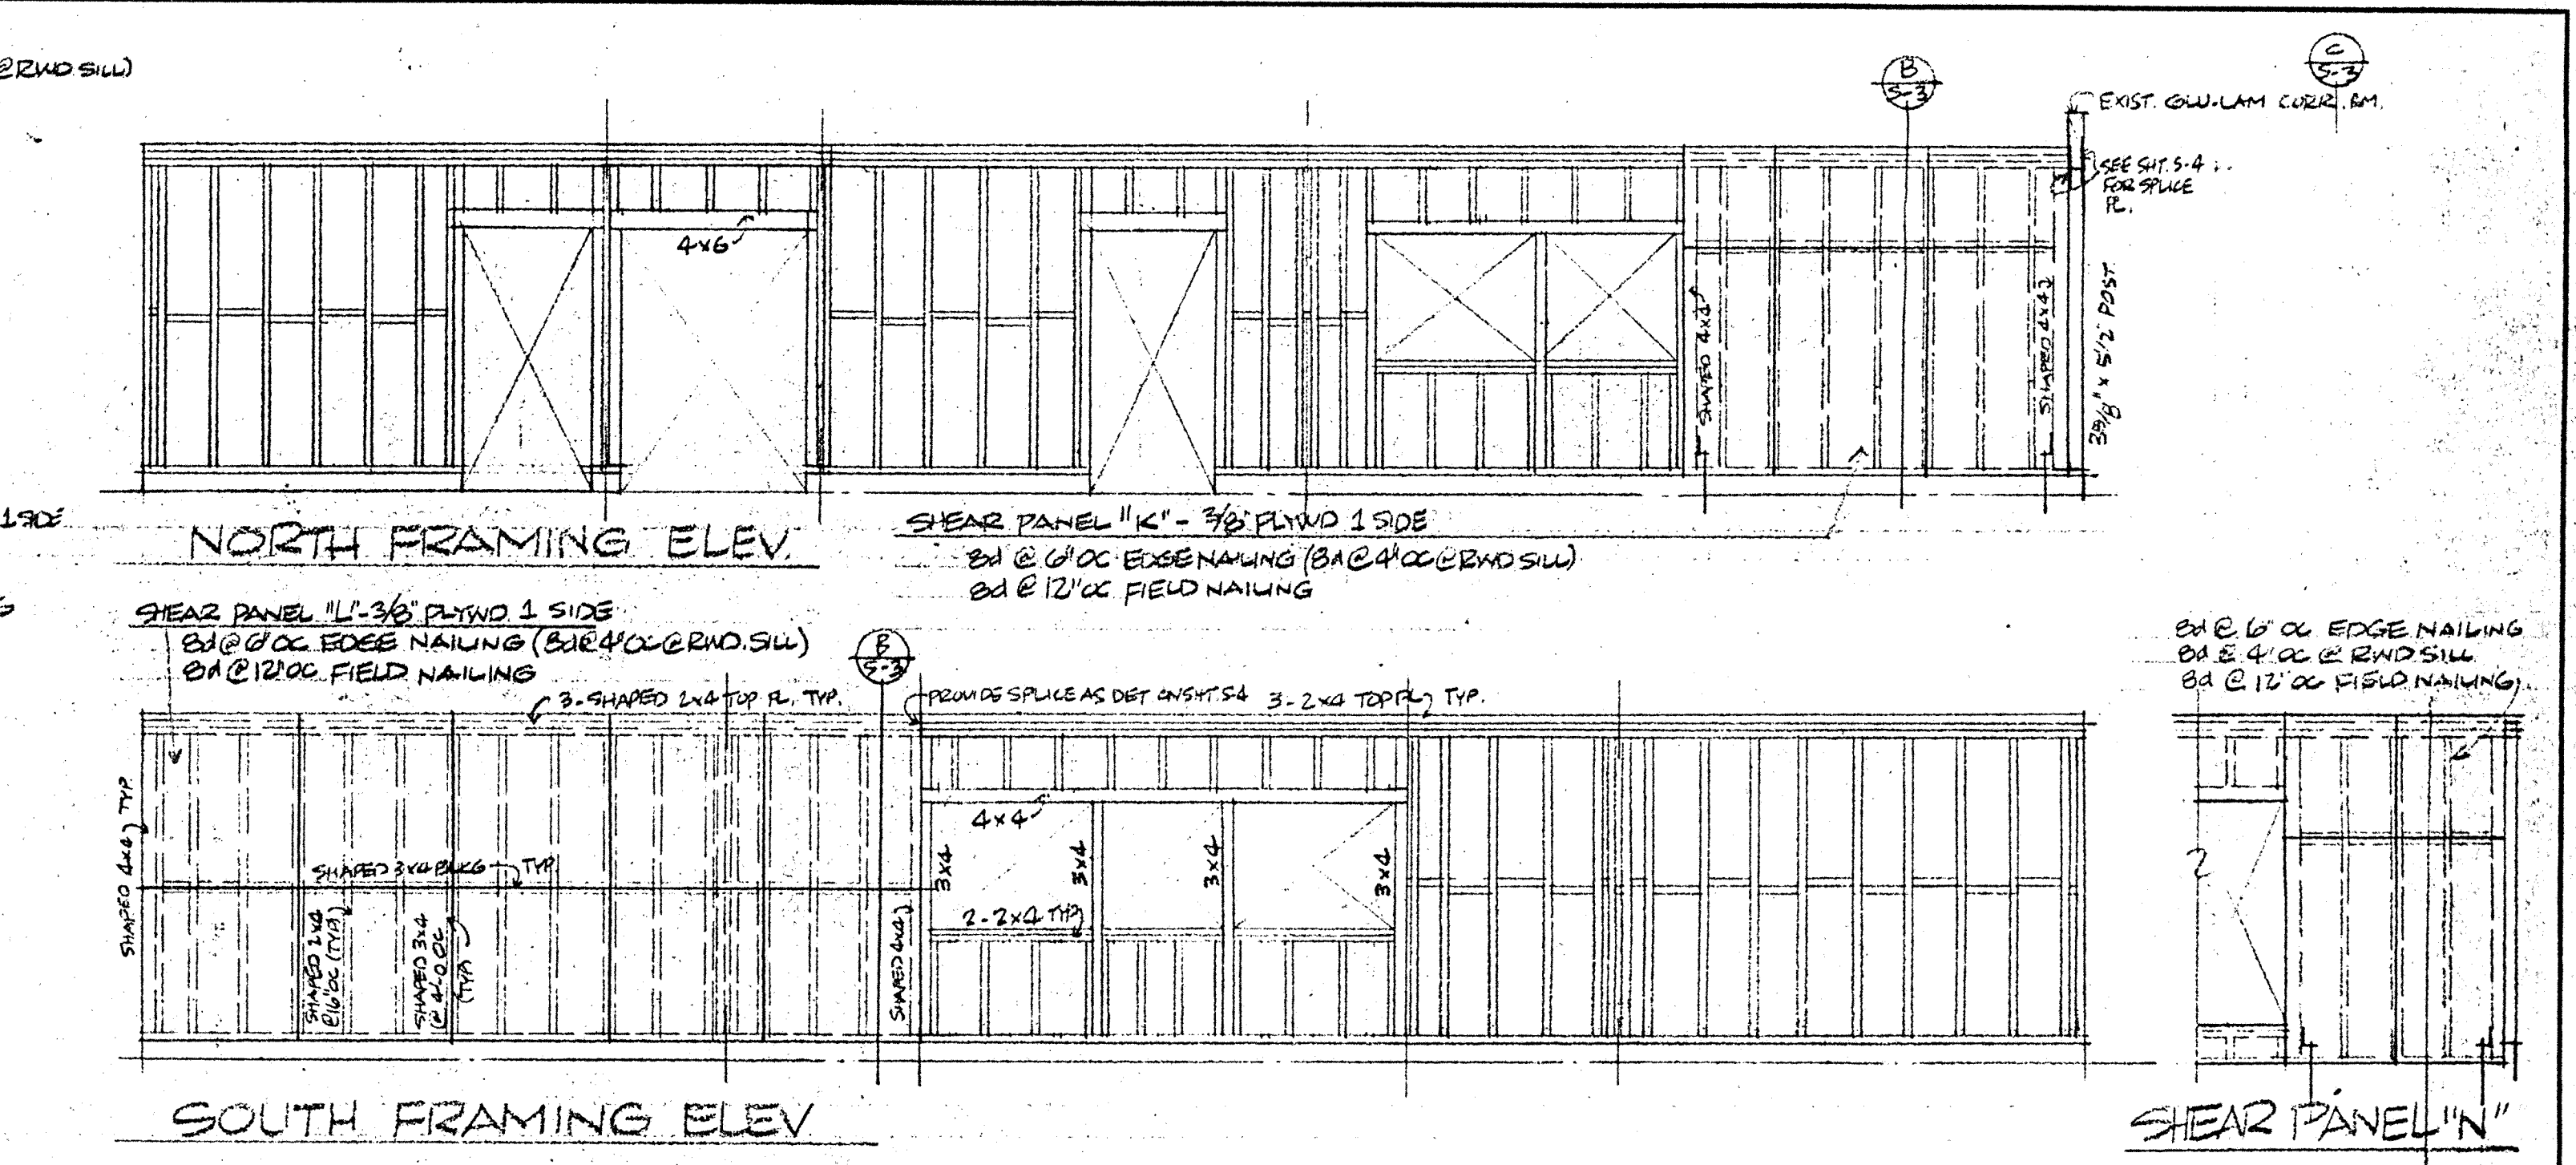 @RWD SILL)
B
S-3
C
S-3
EXIST. GLU-LAM CORR. BM.
SEE SHT. S-4
FOR SPLICE
PL.
4x6
SHAPED 4x4
SHAPED 4x4
3 5/8" x 5 1/2 POST
1 SIDE
NORTH FRAMING ELEV.
SHEAR PANEL "K" - 3/8" PLYWD 1 SIDE
8d @ 6" OC EDGE NAILING (8d @ 4" OC @ RWD SILL)
8d @ 12" OC FIELD NAILING
SHEAR PANEL "L" - 3/8" PLYWD 1 SIDE
8d @ 6" OC EDGE NAILING (8d @ 4" OC @ RWD. SILL)
8d @ 12" OC FIELD NAILING
B
S-3
3-SHAPED 2x4 TOP PL. TYP.
PROVIDE SPLICE AS DET ON SHT S4
3-2x4 TOP PL TYP.
8d @ 6" OC EDGE NAILING
8d @ 4" OC @ RWD SILL
8d @ 12" OC FIELD NAILING
SHAPED 4x4 TYP
SHAPED 3x4 BLKG TYP
SHAPED 2x4
@16"OC (TYP)
SHAPED 3x4
@ 4'-0 OC
(TYP)
SHAPED 4x4
4x4
3x4
3x4
3x4
3x4
2-2x4 TYP
SOUTH FRAMING ELEV
SHEAR PANEL "N"